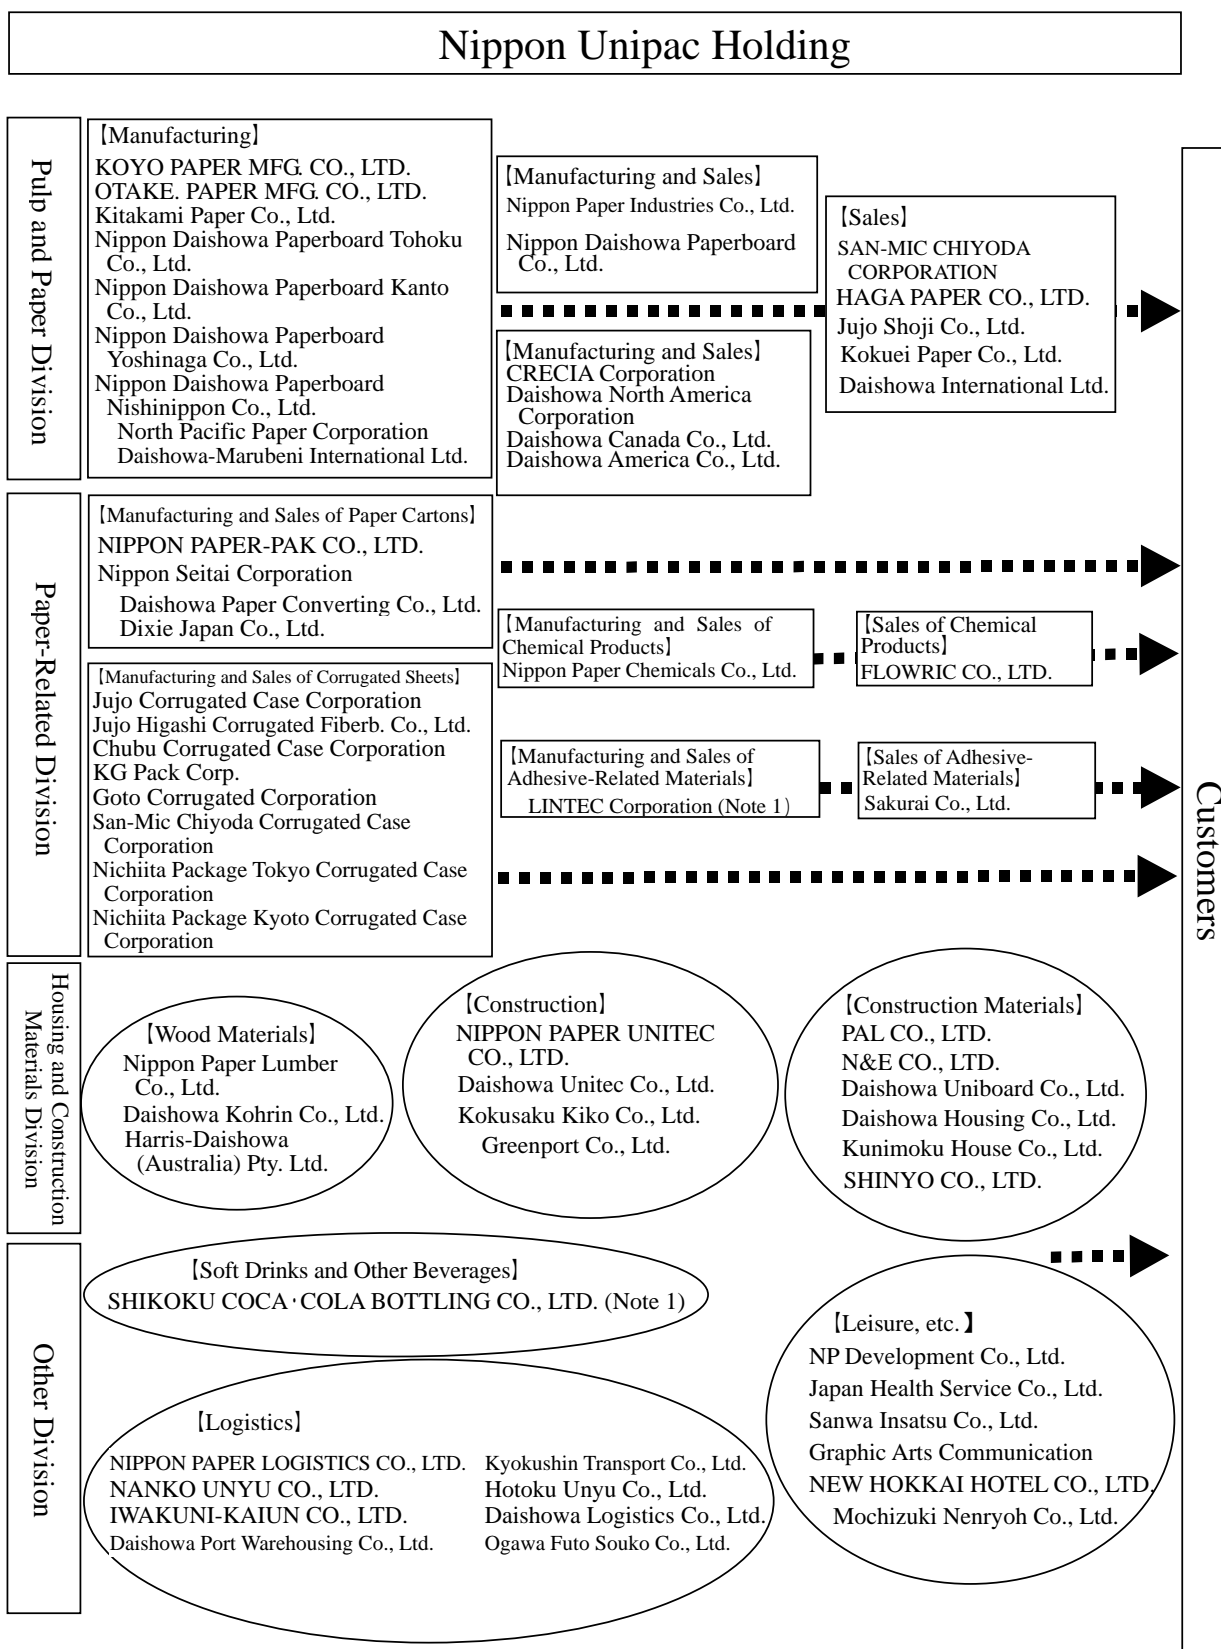 Nippon Unipac Holding
Pulp and Paper Division
【Manufacturing】
KOYO PAPER MFG. CO., LTD.
OTAKE. PAPER MFG. CO., LTD.
Kitakami Paper Co., Ltd.
Nippon Daishowa Paperboard Tohoku
Co., Ltd.
Nippon Daishowa Paperboard Kanto
Co., Ltd.
Nippon Daishowa Paperboard
Yoshinaga Co., Ltd.
Nippon Daishowa Paperboard
Nishinippon Co., Ltd.
North Pacific Paper Corporation
Daishowa-Marubeni International Ltd.
【Manufacturing and Sales】
Nippon Paper Industries Co., Ltd.
Nippon Daishowa Paperboard
Co., Ltd.
【Manufacturing and Sales】
CRECIA Corporation
Daishowa North America
Corporation
Daishowa Canada Co., Ltd.
Daishowa America Co., Ltd.
【Sales】
SAN-MIC CHIYODA
CORPORATION
HAGA PAPER CO., LTD.
Jujo Shoji Co., Ltd.
Kokuei Paper Co., Ltd.
Daishowa International Ltd.
Customers
Paper-Related Division
【Manufacturing and Sales of Paper Cartons】
NIPPON PAPER-PAK CO., LTD.
Nippon Seitai Corporation
Daishowa Paper Converting Co., Ltd.
Dixie Japan Co., Ltd.
【Manufacturing and Sales of Corrugated Sheets】
Jujo Corrugated Case Corporation
Jujo Higashi Corrugated Fiberb. Co., Ltd.
Chubu Corrugated Case Corporation
KG Pack Corp.
Goto Corrugated Corporation
San-Mic Chiyoda Corrugated Case
Corporation
Nichiita Package Tokyo Corrugated Case
Corporation
Nichiita Package Kyoto Corrugated Case
Corporation
【Manufacturing and Sales of
Chemical Products】
Nippon Paper Chemicals Co., Ltd.
【Sales of Chemical
Products】
FLOWRIC CO., LTD.
【Manufacturing and Sales of
Adhesive-Related Materials】
LINTEC Corporation (Note 1)
【Sales of Adhesive-
Related Materials】
Sakurai Co., Ltd.
Housing and Construction
Materials Division
【Wood Materials】
Nippon Paper Lumber
Co., Ltd.
Daishowa Kohrin Co., Ltd.
Harris-Daishowa
(Australia) Pty. Ltd.
【Construction】
NIPPON PAPER UNITEC
CO., LTD.
Daishowa Unitec Co., Ltd.
Kokusaku Kiko Co., Ltd.
Greenport Co., Ltd.
【Construction Materials】
PAL CO., LTD.
N&E CO., LTD.
Daishowa Uniboard Co., Ltd.
Daishowa Housing Co., Ltd.
Kunimoku House Co., Ltd.
SHINYO CO., LTD.
Other Division
【Soft Drinks and Other Beverages】
SHIKOKU COCA・COLA BOTTLING CO., LTD. (Note 1)
【Logistics】
NIPPON PAPER LOGISTICS CO., LTD.
NANKO UNYU CO., LTD.
IWAKUNI-KAIUN CO., LTD.
Daishowa Port Warehousing Co., Ltd.
Kyokushin Transport Co., Ltd.
Hotoku Unyu Co., Ltd.
Daishowa Logistics Co., Ltd.
Ogawa Futo Souko Co., Ltd.
【Leisure, etc.】
NP Development Co., Ltd.
Japan Health Service Co., Ltd.
Sanwa Insatsu Co., Ltd.
Graphic Arts Communication
NEW HOKKAI HOTEL CO., LTD.
Mochizuki Nenryoh Co., Ltd.